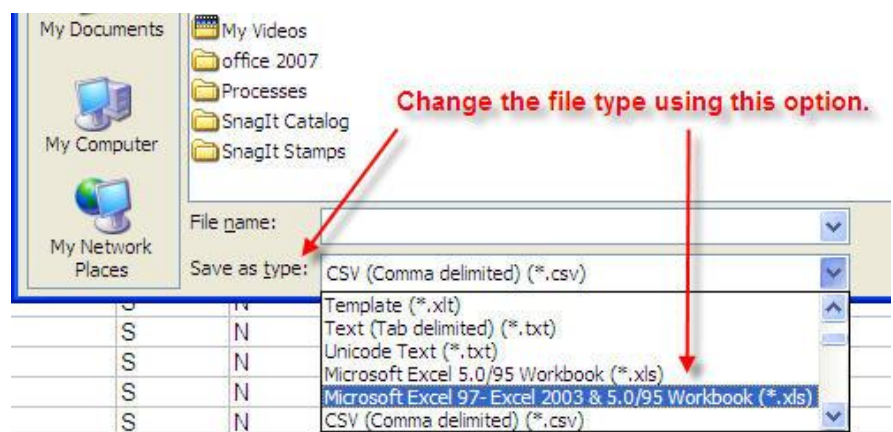 My Documents
My Videos
office 2007
Processes
Change the file type using this option.
SnagIt Catalog
My Computer
SnagIt Stamps
File name:
My Network
Places
Save as type:
CSV (Comma delimited) (*.csv)
S N
Template (*.xlt)
S N
Text (Tab delimited) (*.txt)
Unicode Text (*.txt)
S N
Microsoft Excel 5.0/95 Workbook (*.xls)
S N
Microsoft Excel 97- Excel 2003 & 5.0/95 Workbook (*.xls)
S N
CSV (Comma delimited) (*.csv)